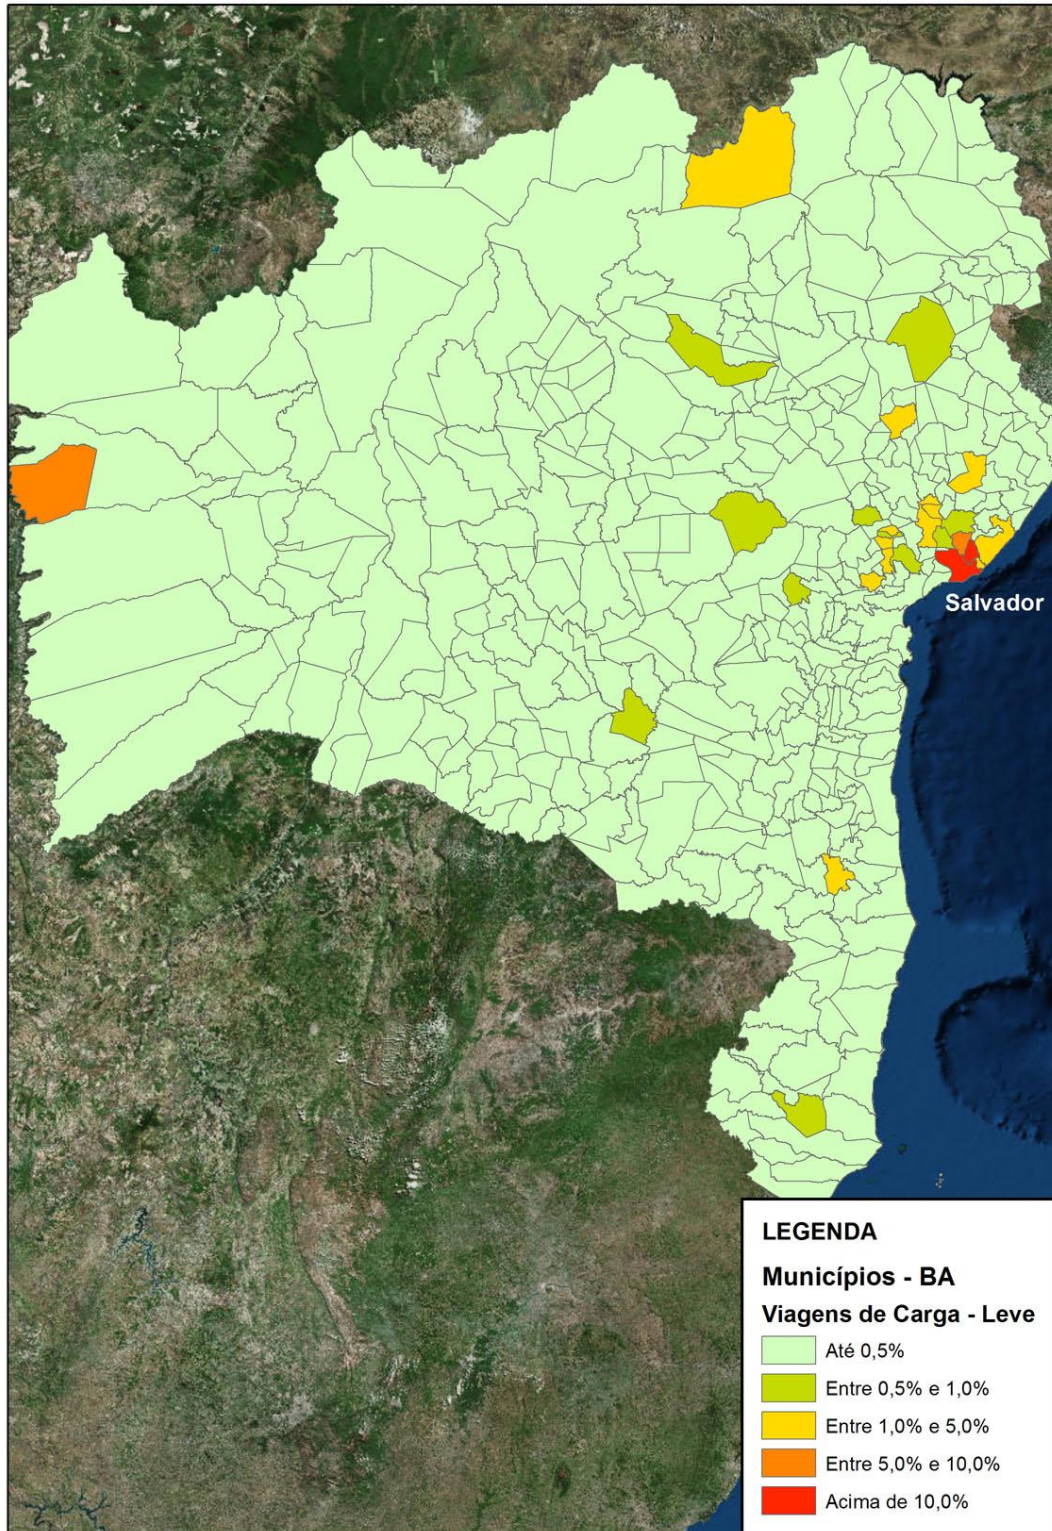 Salvador
LEGENDA
Municípios - BA
Viagens de Carga - Leve
Até 0,5%
Entre 0,5% e 1,0%
Entre 1,0% e 5,0%
Entre 5,0% e 10,0%
Acima de 10,0%